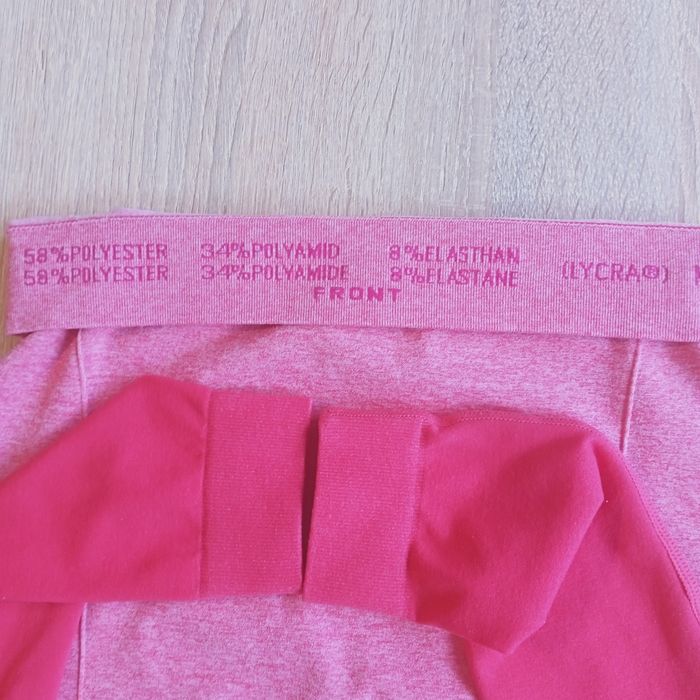 58%POLYESTER 34%POLYAMID 8%ELASTHAN
58%POLYESTER 34%POLYAMIDE 8%ELASTANE (LYCRA®)
FRONT